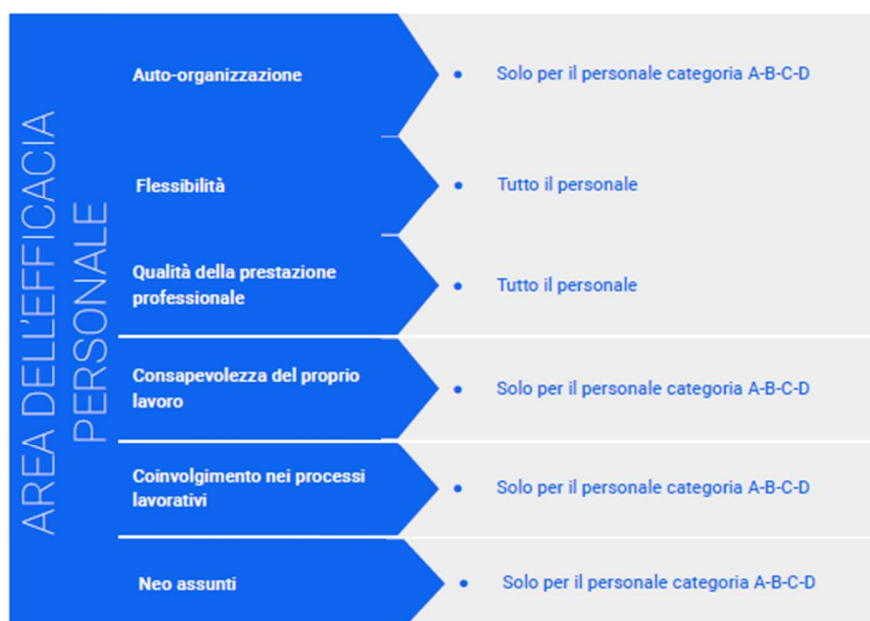 AREA DELL'EFFICACIA
PERSONALE
Auto-organizzazione
• Solo per il personale categoria A-B-C-D
Flessibilità
• Tutto il personale
Qualità della prestazione
professionale
• Tutto il personale
Consapevolezza del proprio
lavoro
• Solo per il personale categoria A-B-C-D
Coinvolgimento nei processi
lavorativi
• Solo per il personale categoria A-B-C-D
Neo assunti
• Solo per il personale categoria A-B-C-D